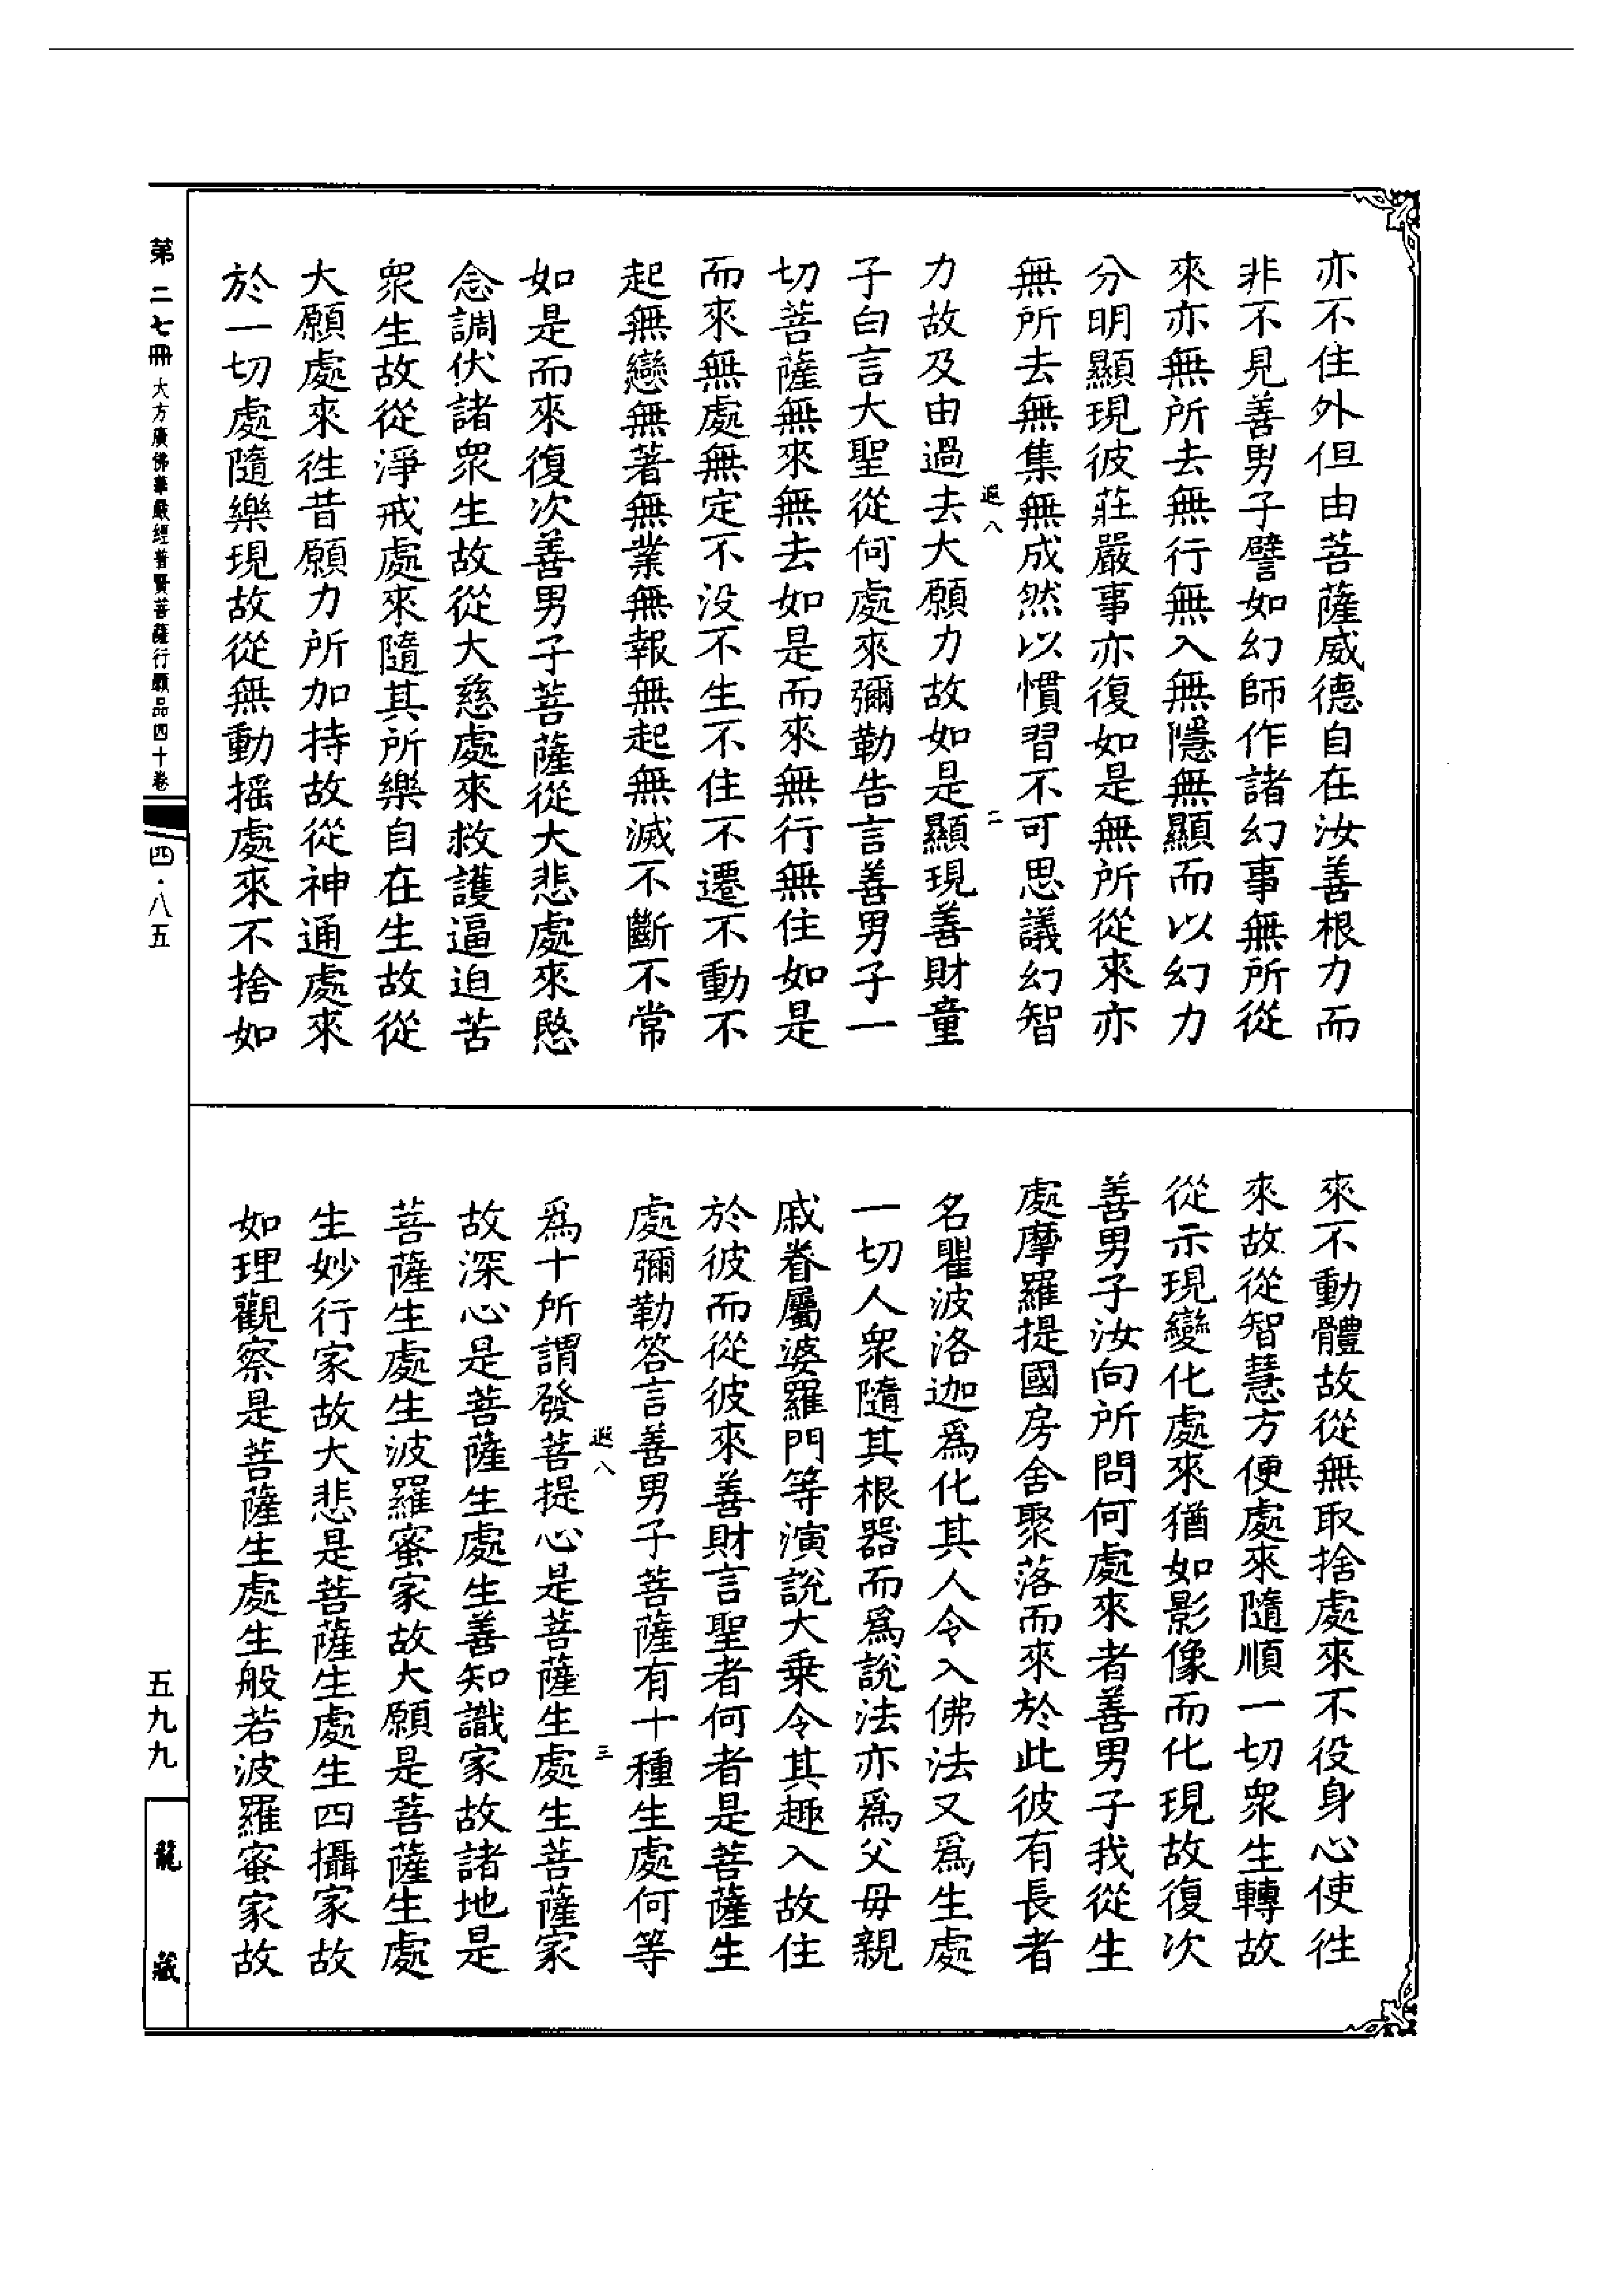 亦不住外但由菩薩威德自在汝善根力而
非不見善男子譬如幻師作諸幻事無所從
來亦無所去無行無入無隱無顯而以幻力
分明顯現彼莊嚴事亦復如是無所從來亦
無所去無集無成然以慣習不可思議幻智
遐八 二
力故及由過去大願力故如是顯現善財童
子白言大聖從何處來彌勒告言善男子一
切菩薩無來無去如是而來無行無住如是
而來無處無定不没不生不住不遷不動不
起無戀無著無業無報無起無滅不斷不常
如是而來復次善男子菩薩從大悲處來愍
念調伏諸衆生故從大慈處來救護逼迫苦
衆生故從淨戒處來隨其所樂自在生故從
大願處來徃昔願力所加持故從神通處來
於一切處隨樂現故從無動搖處來不捨如
來不動體故從無取捨處來不役身心使徃
來故從智慧方便處來隨順一切衆生轉故
從示現變化處來猶如影像而化現故復次
善男子汝向所問何處來者善男子我從生
處摩羅提國房舍聚落而來於此彼有長者
名瞿波洛迦爲化其人令入佛法又爲生處
一切人衆隨其根器而爲說法亦爲父母親
戚眷屬婆羅門等演說大乗令其趣入故住
於彼而從彼來善財言聖者何者是菩薩生
處彌勒答言善男子菩薩有十種生處何等
遐八 三
爲十所謂發菩提心是菩薩生處生菩薩家
故深心是菩薩生處生善知識家故諸地是
菩薩生處生波羅蜜家故大願是菩薩生處
生妙行家故大悲是菩薩生處生四攝家故
如理觀察是菩薩生處生般若波羅蜜家故
第二七冊 大方廣佛華嚴經普賢菩薩行願品四十卷 四·八五
五九九
龍藏